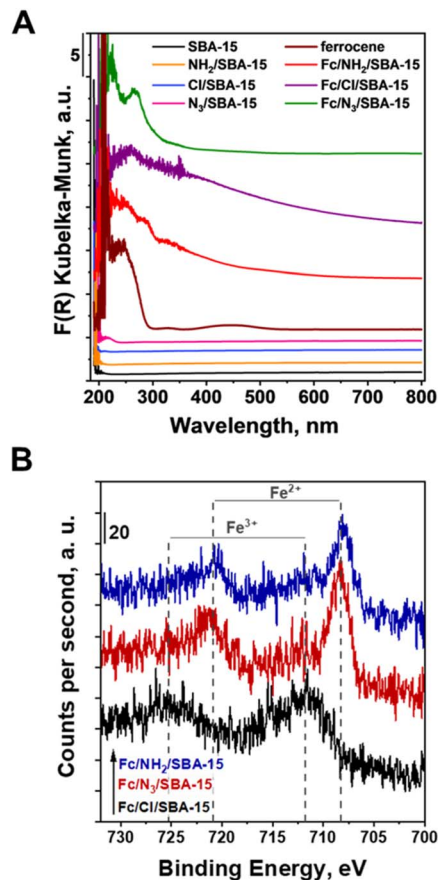 A
5
SBA-15
ferrocene
NH₂/SBA-15
Fc/NH₂/SBA-15
Cl/SBA-15
Fc/Cl/SBA-15
N₃/SBA-15
Fc/N₃/SBA-15
F(R) Kubelka-Munk, a.u.
200 300 400 500 600 700 800
Wavelength, nm
B
20
Fe²⁺
Fe³⁺
Counts per second, a. u.
Fc/NH₂/SBA-15
Fc/N₃/SBA-15
Fc/Cl/SBA-15
730 725 720 715 710 705 700
Binding Energy, eV